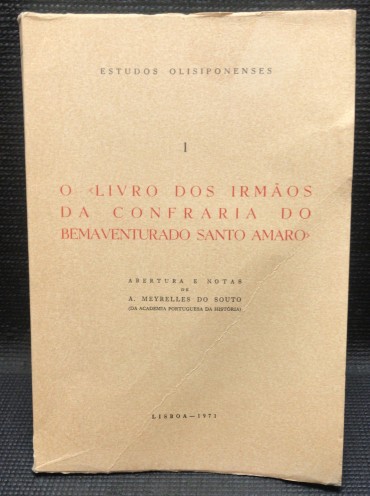 ESTUDOS OLISIPONENSES
I
O «LIVRO DOS IRMÃOS
DA CONFRARIA DO
BEMAVENTURADO SANTO AMARO»
ABERTURA E NOTAS
DE
A. MEYRELLES DO SOUTO
(DA ACADEMIA PORTUGUESA DA HISTÓRIA)
LISBOA — 1973